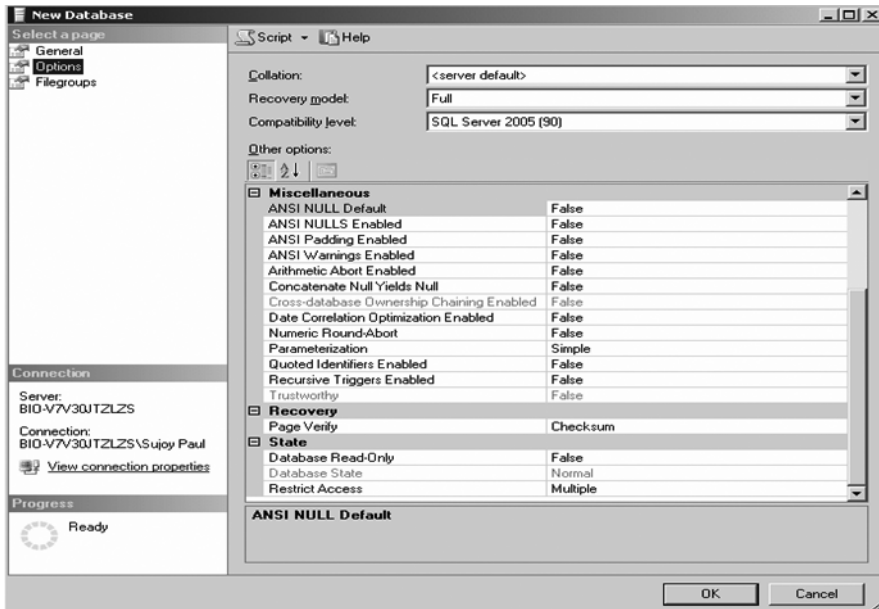 New Database
Select a page
General
Options
Filegroups
Script Help
Collation: <server default>
Recovery model: Full
Compatibility level: SQL Server 2005 (90)
Other options:
Miscellaneous
ANSI NULL Default False
ANSI NULLS Enabled False
ANSI Padding Enabled False
ANSI Warnings Enabled False
Arithmetic Abort Enabled False
Concatenate Null Yields Null False
Cross-database Ownership Chaining Enabled False
Date Correlation Optimization Enabled False
Numeric Round-Abort False
Parameterization Simple
Quoted Identifiers Enabled False
Recursive Triggers Enabled False
Trustworthy False
Recovery
Page Verify Checksum
State
Database Read-Only False
Database State Normal
Restrict Access Multiple
ANSI NULL Default
Connection
Server:
BIO-V7V30JTZLZS
Connection:
BIO-V7V30JTZLZS\Sujoy Paul
View connection properties
Progress
Ready
OK Cancel